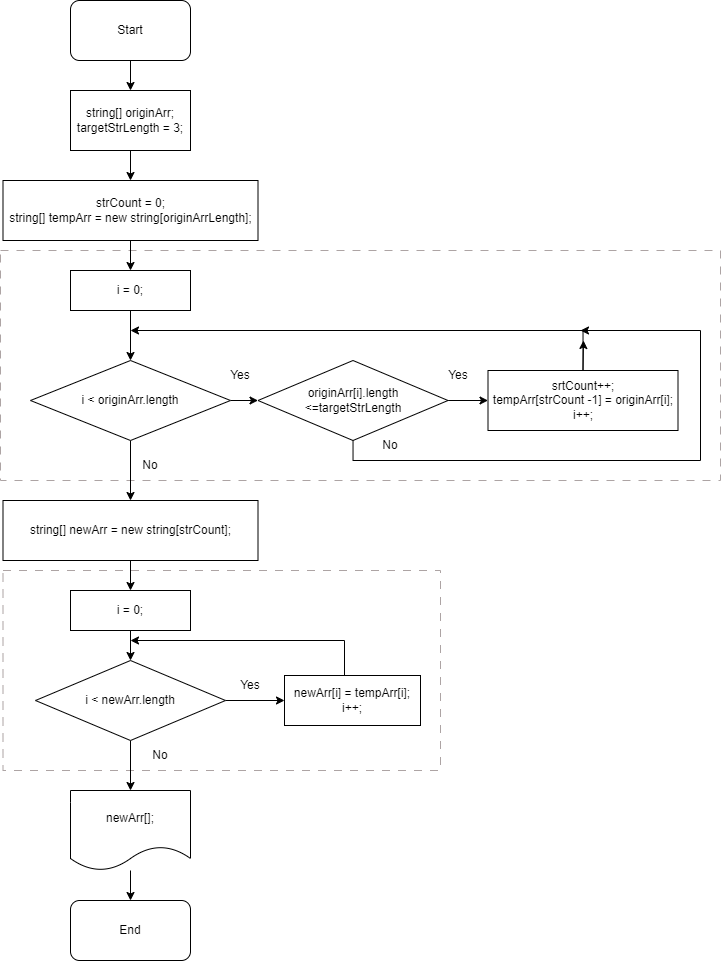 Start
string[] originArr;
targetStrLength = 3;
strCount = 0;
string[] tempArr = new string[originArrLength];
i = 0;
i < originArr.length
Yes
originArr[i].length
<=targetStrLength
Yes
srtCount++;
tempArr[strCount -1] = originArr[i];
i++;
No
No
string[] newArr = new string[strCount];
i = 0;
i < newArr.length
Yes
newArr[i] = tempArr[i];
i++;
No
newArr[];
End